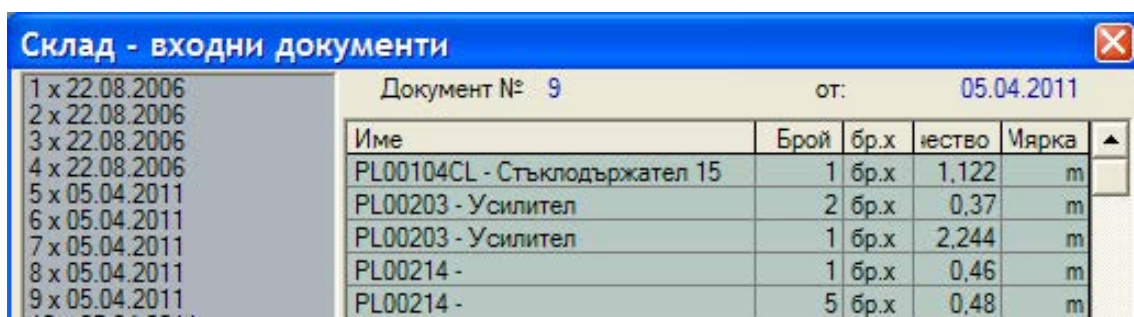 Склад - входни документи
1 x 22.08.2006
2 x 22.08.2006
3 x 22.08.2006
4 x 22.08.2006
5 x 05.04.2011
6 x 05.04.2011
7 x 05.04.2011
8 x 05.04.2011
9 x 05.04.2011
Документ № 9 от: 05.04.2011
Име Брой бр.x чество Мярка
PL00104CL - Стъклодържател 15 1 бр.x 1,122 m
PL00203 - Усилител 2 бр.x 0,37 m
PL00203 - Усилител 1 бр.x 2,244 m
PL00214 - 1 бр.x 0,46 m
PL00214 - 5 бр.x 0,48 m